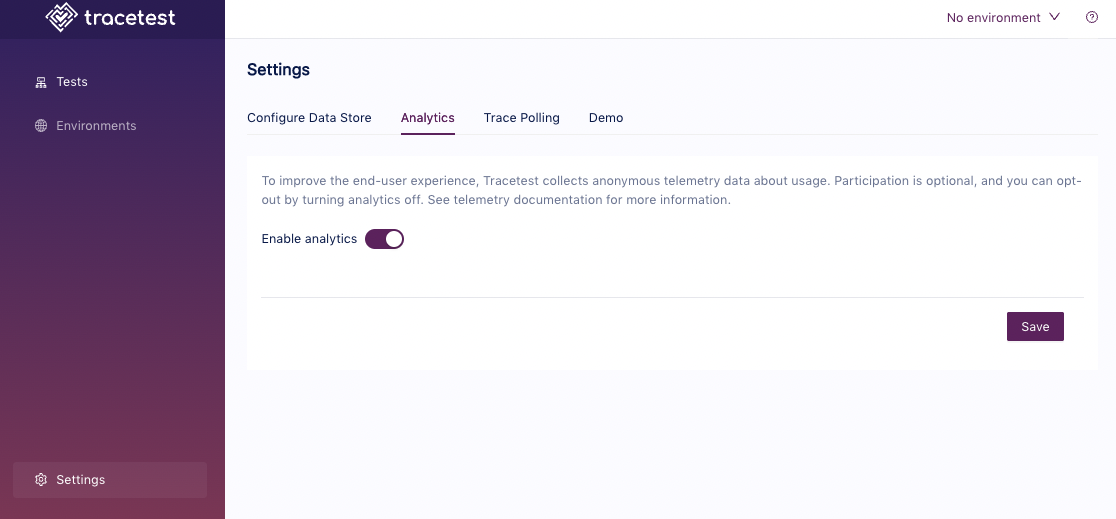 tracetest
No environment
Tests
Environments
Settings
Settings
Configure Data Store
Analytics
Trace Polling
Demo
To improve the end-user experience, Tracetest collects anonymous telemetry data about usage. Participation is optional, and you can opt-
out by turning analytics off. See telemetry documentation for more information.
Enable analytics
Save